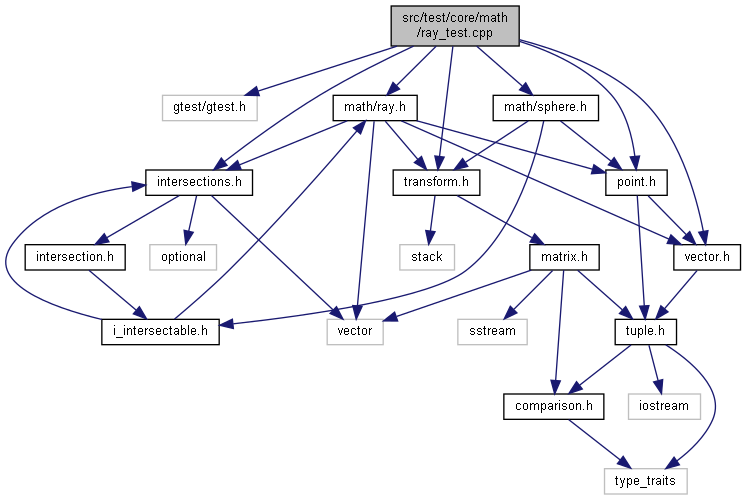 src/test/core/math
/ray_test.cpp
gtest/gtest.h
math/ray.h
math/sphere.h
intersections.h
transform.h
point.h
intersection.h
optional
stack
matrix.h
vector.h
i_intersectable.h
vector
sstream
tuple.h
comparison.h
iostream
type_traits